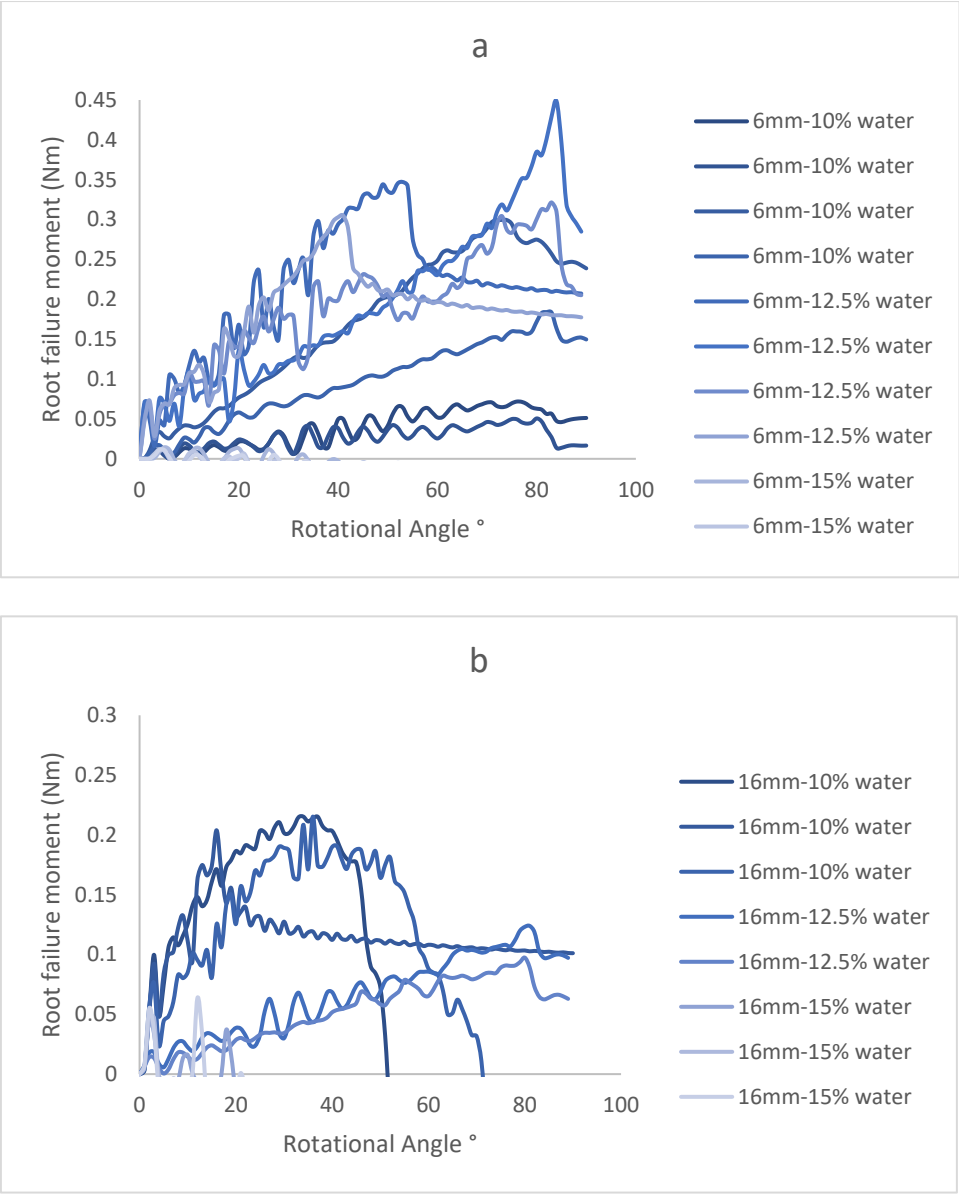 a
Root failure moment (Nm)
0.45
0.4
0.35
0.3
0.25
0.2
0.15
0.1
0.05
0
0 20 40 60 80 100
Rotational Angle °
6mm-10% water
6mm-10% water
6mm-10% water
6mm-10% water
6mm-12.5% water
6mm-12.5% water
6mm-12.5% water
6mm-12.5% water
6mm-15% water
6mm-15% water
b
Root failure moment (Nm)
0.3
0.25
0.2
0.15
0.1
0.05
0
0 20 40 60 80 100
Rotational Angle °
16mm-10% water
16mm-10% water
16mm-10% water
16mm-12.5% water
16mm-12.5% water
16mm-15% water
16mm-15% water
16mm-15% water